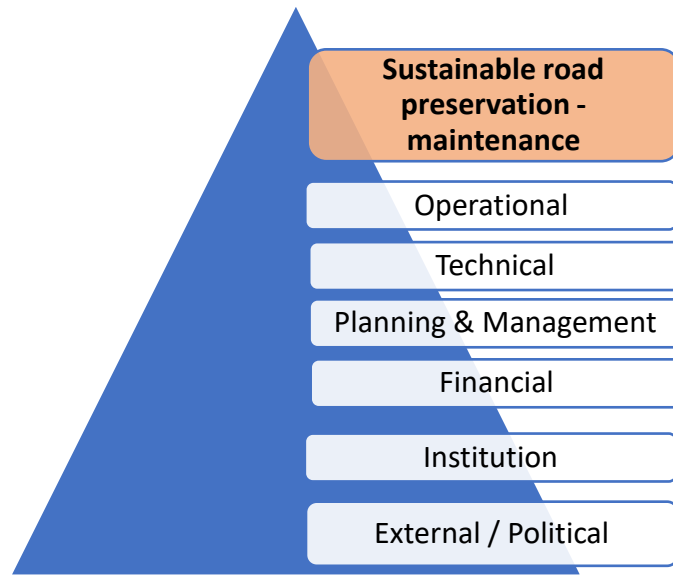 Sustainable road
preservation -
maintenance
Operational
Technical
Planning & Management
Financial
Institution
External / Political